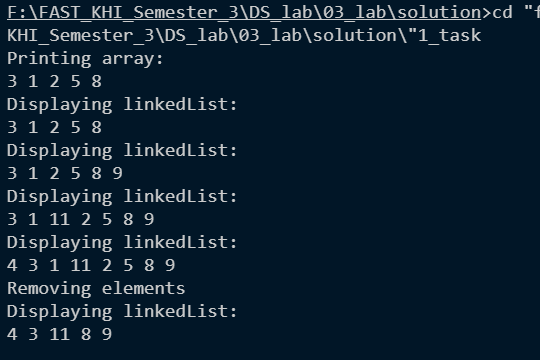 F:\FAST_KHI_Semester_3\DS_lab\03_lab\solution>cd "f
KHI_Semester_3\DS_lab\03_lab\solution\"1_task
Printing array:
3 1 2 5 8
Displaying linkedList:
3 1 2 5 8
Displaying linkedList:
3 1 2 5 8 9
Displaying linkedList:
3 1 11 2 5 8 9
Displaying linkedList:
4 3 1 11 2 5 8 9
Removing elements
Displaying linkedList:
4 3 11 8 9